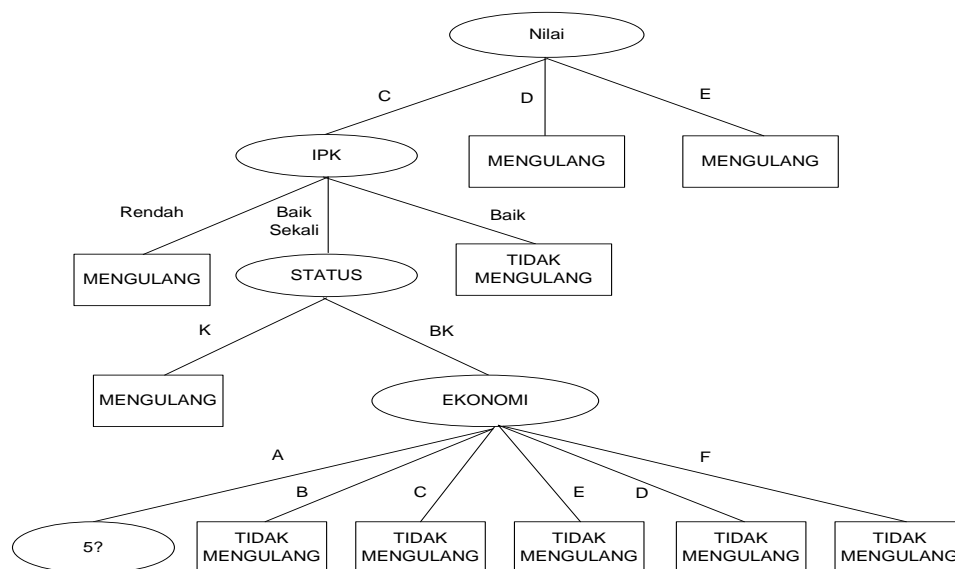 Nilai
C
D
E
IPK
MENGULANG
MENGULANG
Rendah
Baik
Sekali
Baik
MENGULANG
STATUS
TIDAK
MENGULANG
K
BK
MENGULANG
EKONOMI
A
B
C
E
D
F
5?
TIDAK
MENGULANG
TIDAK
MENGULANG
TIDAK
MENGULANG
TIDAK
MENGULANG
TIDAK
MENGULANG